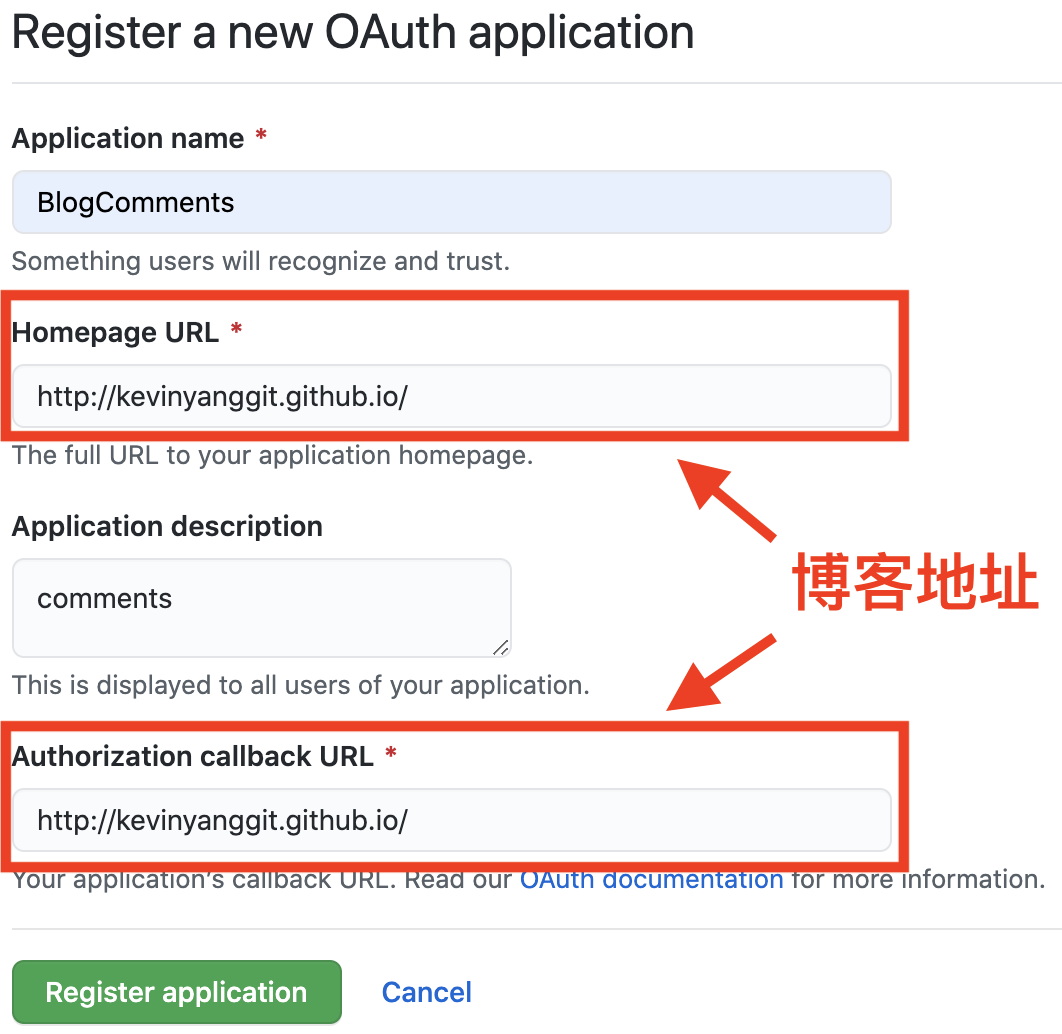 Register a new OAuth application
Application name *
BlogComments
Something users will recognize and trust.
Homepage URL *
http://kevinyanggit.github.io/
The full URL to your application homepage.
Application description
comments
博客地址
This is displayed to all users of your application.
Authorization callback URL *
http://kevinyanggit.github.io/
Your application's callback URL. Read our OAuth documentation for more information.
Register application
Cancel